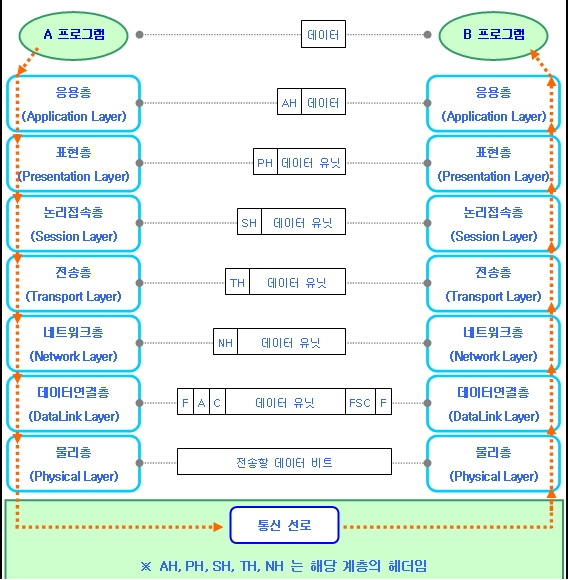 A 프로그램 데이터 B 프로그램
응용층 AH 데이터 응용층
(Application Layer) (Application Layer)
표현층 PH 데이터 유닛 표현층
(Presentation Layer) (Presentation Layer)
논리접속층 SH 데이터 유닛 논리접속층
(Session Layer) (Session Layer)
전송층 TH 데이터 유닛 전송층
(Transport Layer) (Transport Layer)
네트워크층 NH 데이터 유닛 네트워크층
(Network Layer) (Network Layer)
데이터연결층 F A C 데이터 유닛 FSC F 데이터연결층
(DataLink Layer) (DataLink Layer)
물리층 전송할 데이터 비트 물리층
(Physical Layer) (Physical Layer)
통신 선로
※ AH, PH, SH, TH, NH 는 해당 계층의 헤더임